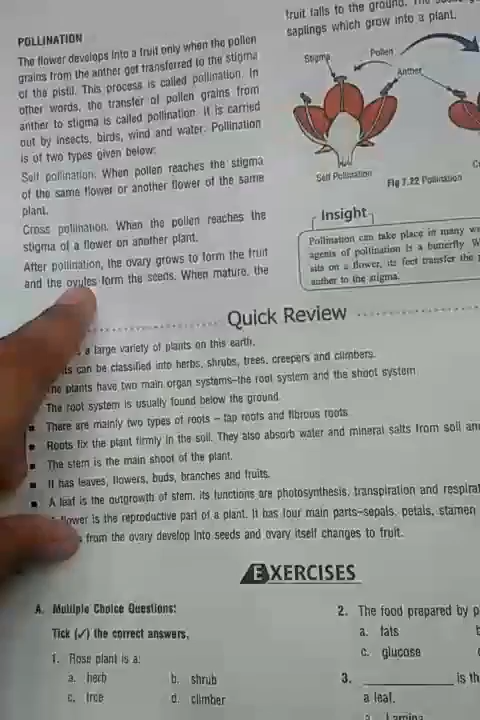 POLLINATION
The flower develops into a fruit only when the pollen
grains from the anther get transferred to the stigma
of the pistil. This process is called pollination. In
other words, the transfer of pollen grains from
anther to stigma is called pollination. It is carried
out by insects, birds, wind and water. Pollination
is of two types given below:
Self pollination: When pollen reaches the stigma
of the same flower or another flower of the same
plant.
Cross pollination: When the pollen reaches the
stigma of a flower on another plant.
After pollination, the ovary grows to form the fruit
and the ovules form the seeds. When mature, the
fruit falls to the ground. The
saplings which grow into a plant.
Stigma
Pollen
Anther
Self Pollination
Fig 7.22 Pollination
Insight
Pollination can take place in many
agents of pollination is a butterfly.
sits on a flower, its feet transfer the
anther to the stigma.
Quick Review
a large variety of plants on this earth.
can be classified into herbs, shrubs, trees, creepers and climbers.
plants have two main organ systems–the root system and the shoot system
The root system is usually found below the ground.
There are mainly two types of roots – tap roots and fibrous roots
Roots fix the plant firmly in the soil. They also absorb water and mineral salts from soil
The stem is the main shoot of the plant.
It has leaves, flowers, buds, branches and fruits.
A leaf is the outgrowth of stem, its functions are photosynthesis, transpiration and
flower is the reproductive part of a plant. It has four main parts–sepals, petals, stamen
from the ovary develop into seeds and ovary itself changes to fruit.
EXERCISES
A. Multiple Choice Questions:
Tick (✓) the correct answers.
1. Rose plant is a:
a. herb b. shrub
c. tree d. climber
2. The food prepared by
a. fats
c. glucose
3. ____________ is
a leaf.
a. Lamina